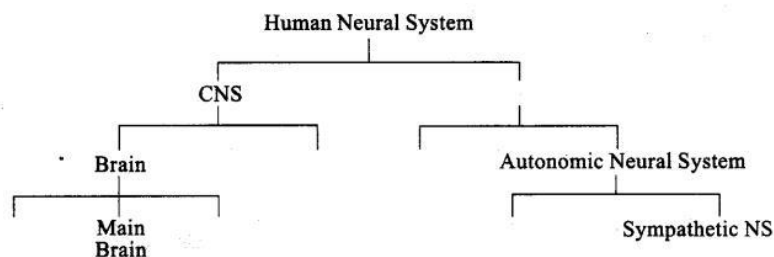 Human Neural System
CNS
Brain
Autonomic Neural System
Main
Brain
Sympathetic NS